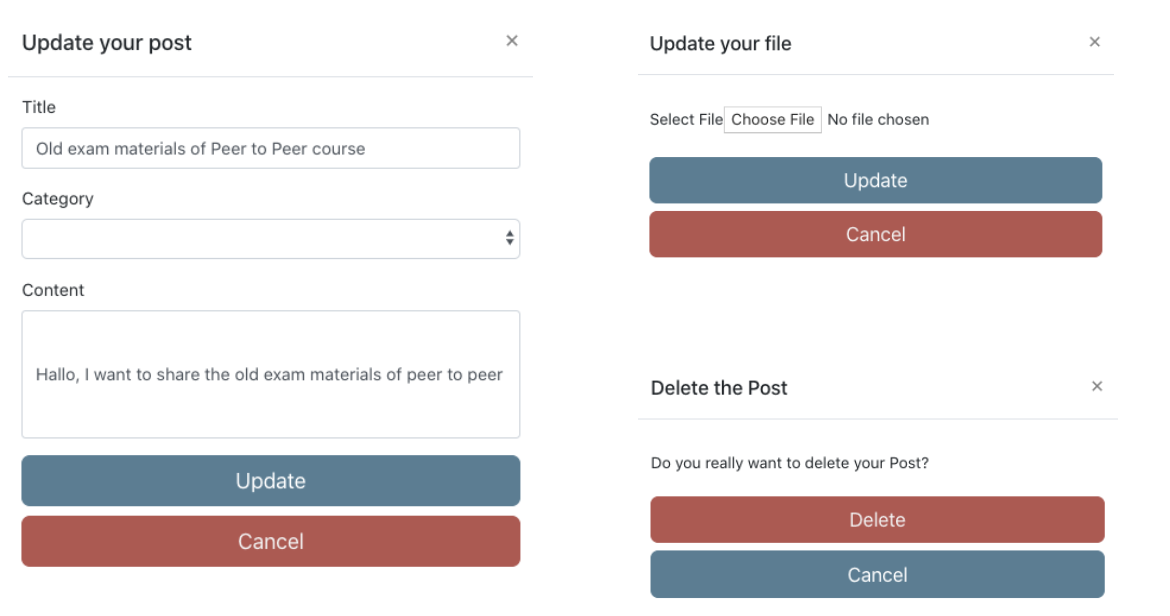 Update your post ×
Title
Old exam materials of Peer to Peer course
Category
Content
Hallo, I want to share the old exam materials of peer to peer
Update
Cancel
Update your file ×
Select File Choose File No file chosen
Update
Cancel
Delete the Post ×
Do you really want to delete your Post?
Delete
Cancel